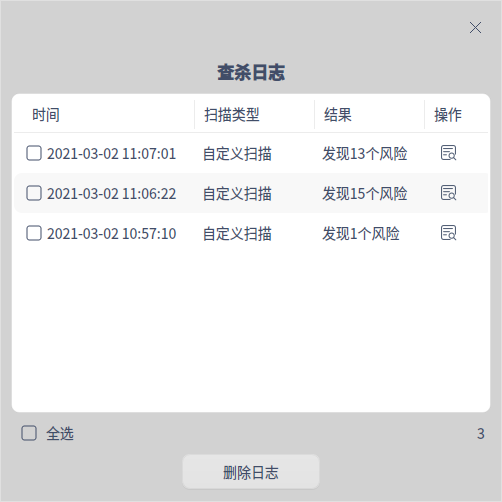 查杀日志
时间 扫描类型 结果 操作
2021-03-02 11:07:01 自定义扫描 发现13个风险
2021-03-02 11:06:22 自定义扫描 发现15个风险
2021-03-02 10:57:10 自定义扫描 发现1个风险
全选 3
删除日志